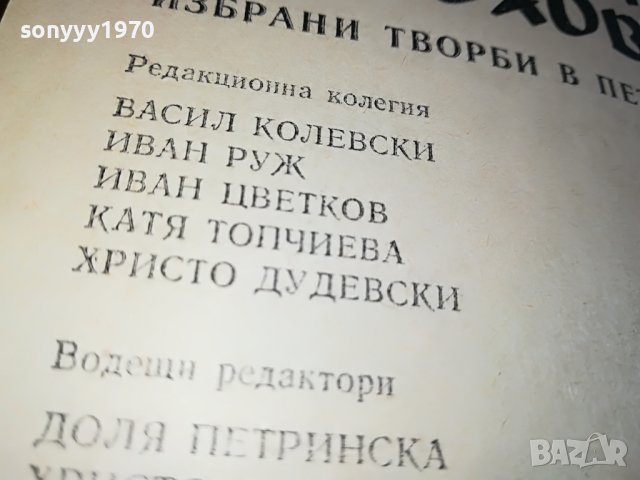 sonyyy1970
ИЗБРАНИ ТВОРБИ В
Редакционна колегия
ВАСИЛ КОЛЕВСКИ
ИВАН РУЖ
ИВАН ЦВЕТКОВ
КАТЯ ТОПЧИЕВА
ХРИСТО ДУДЕВСКИ
Водещи редактори
ДОЛЯ ПЕТРИНСКА
BAZAR